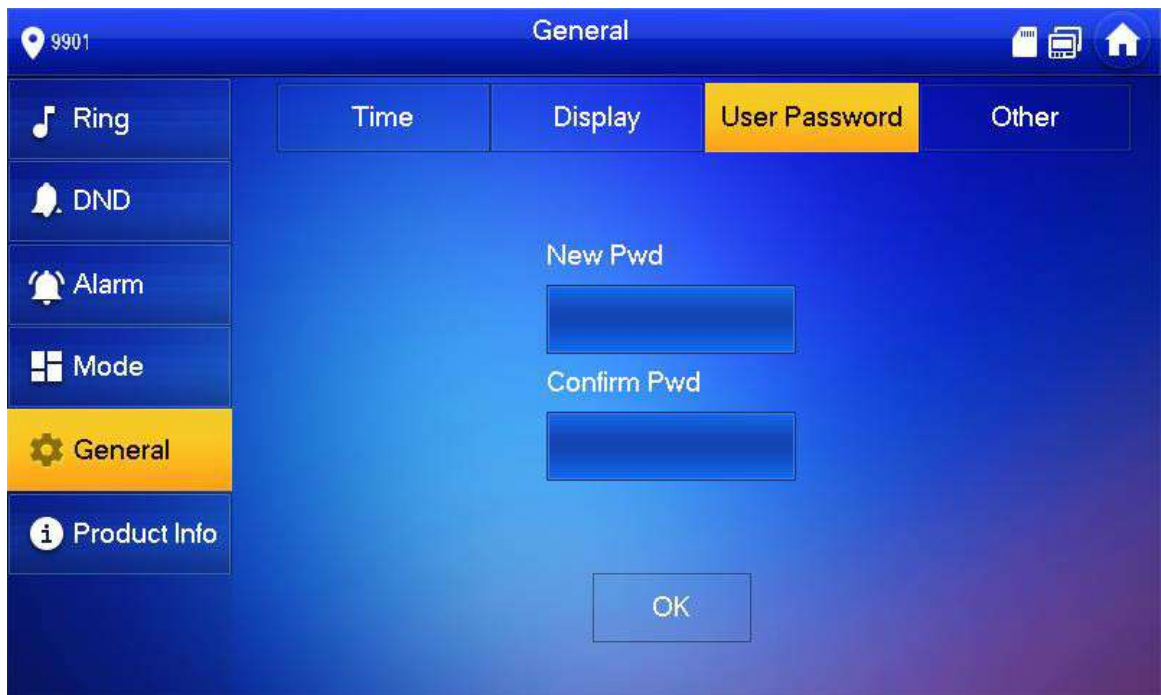 9901
General
Ring
DND
Alarm
Mode
General
Product Info
Time
Display
User Password
Other
New Pwd
Confirm Pwd
OK